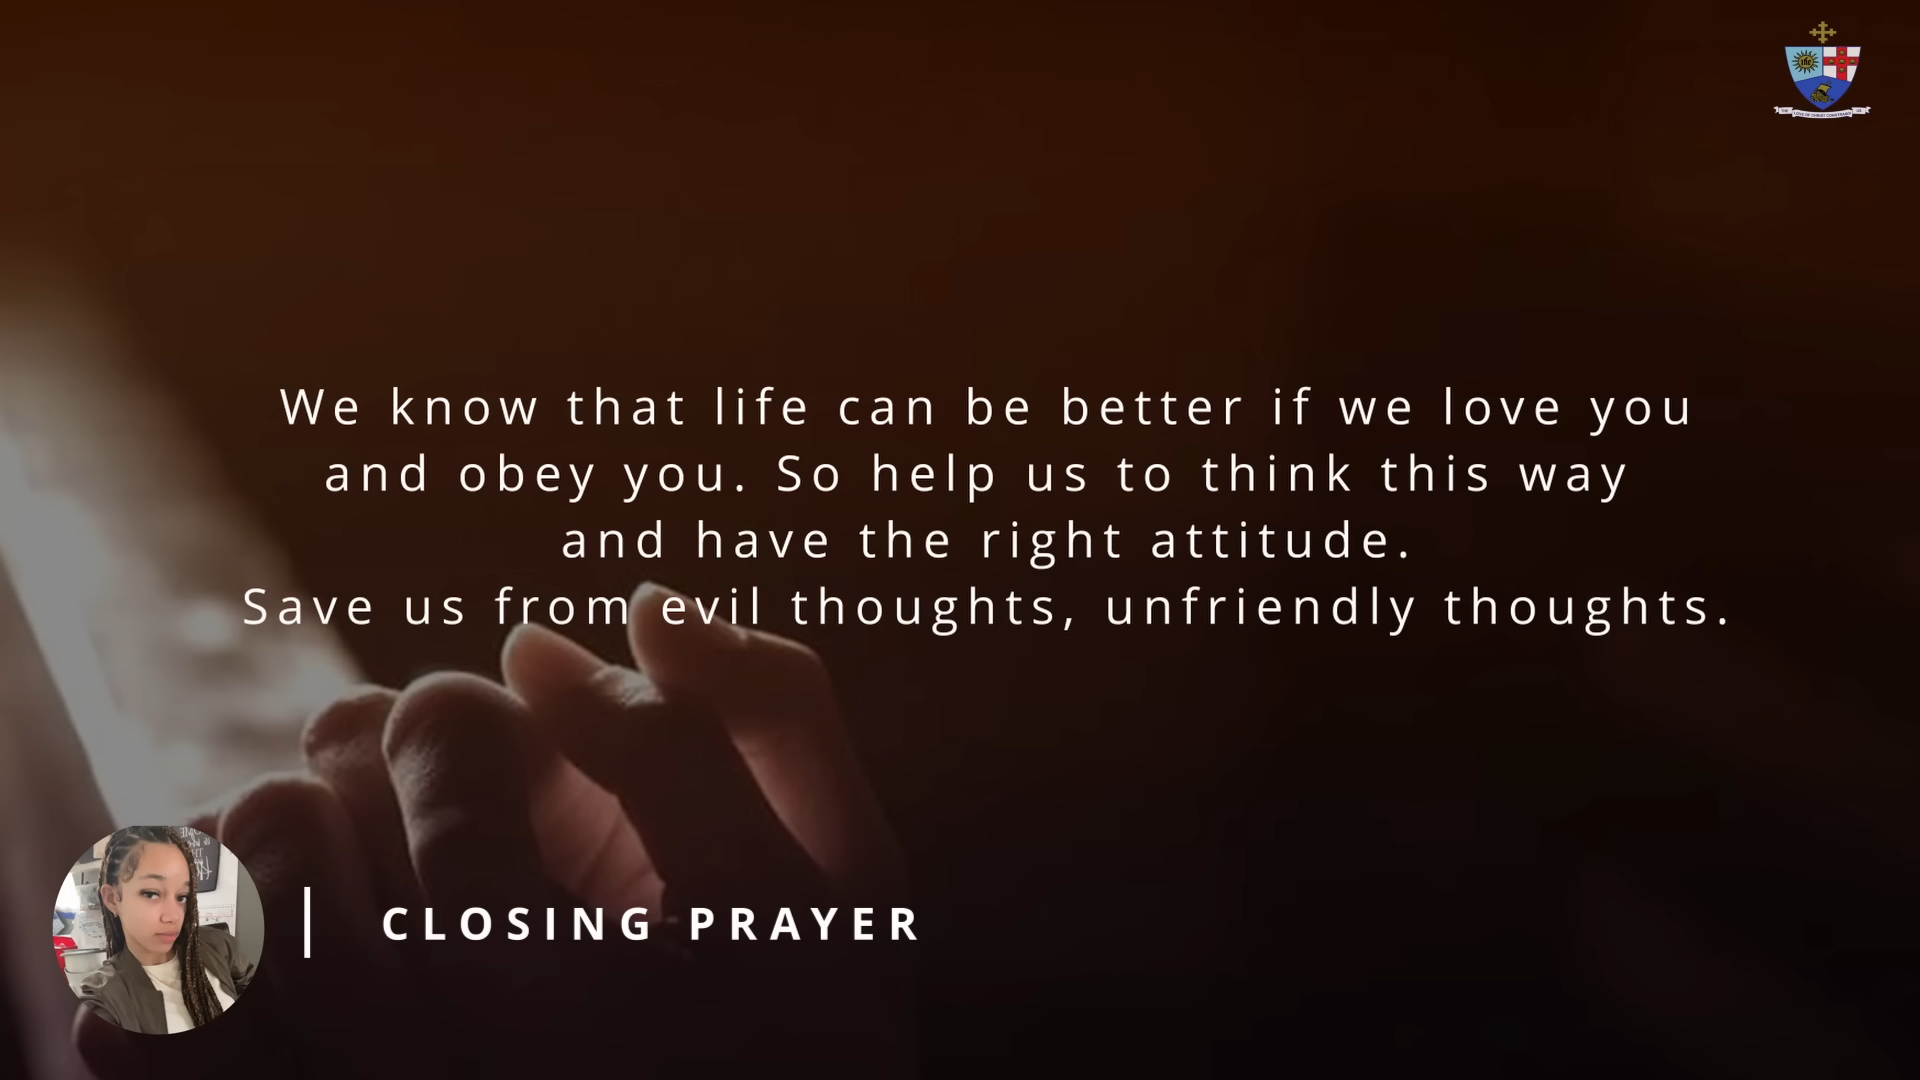 We know that life can be better if we love you
and obey you. So help us to think this way
and have the right attitude.
Save us from evil thoughts, unfriendly thoughts.
CLOSING PRAYER